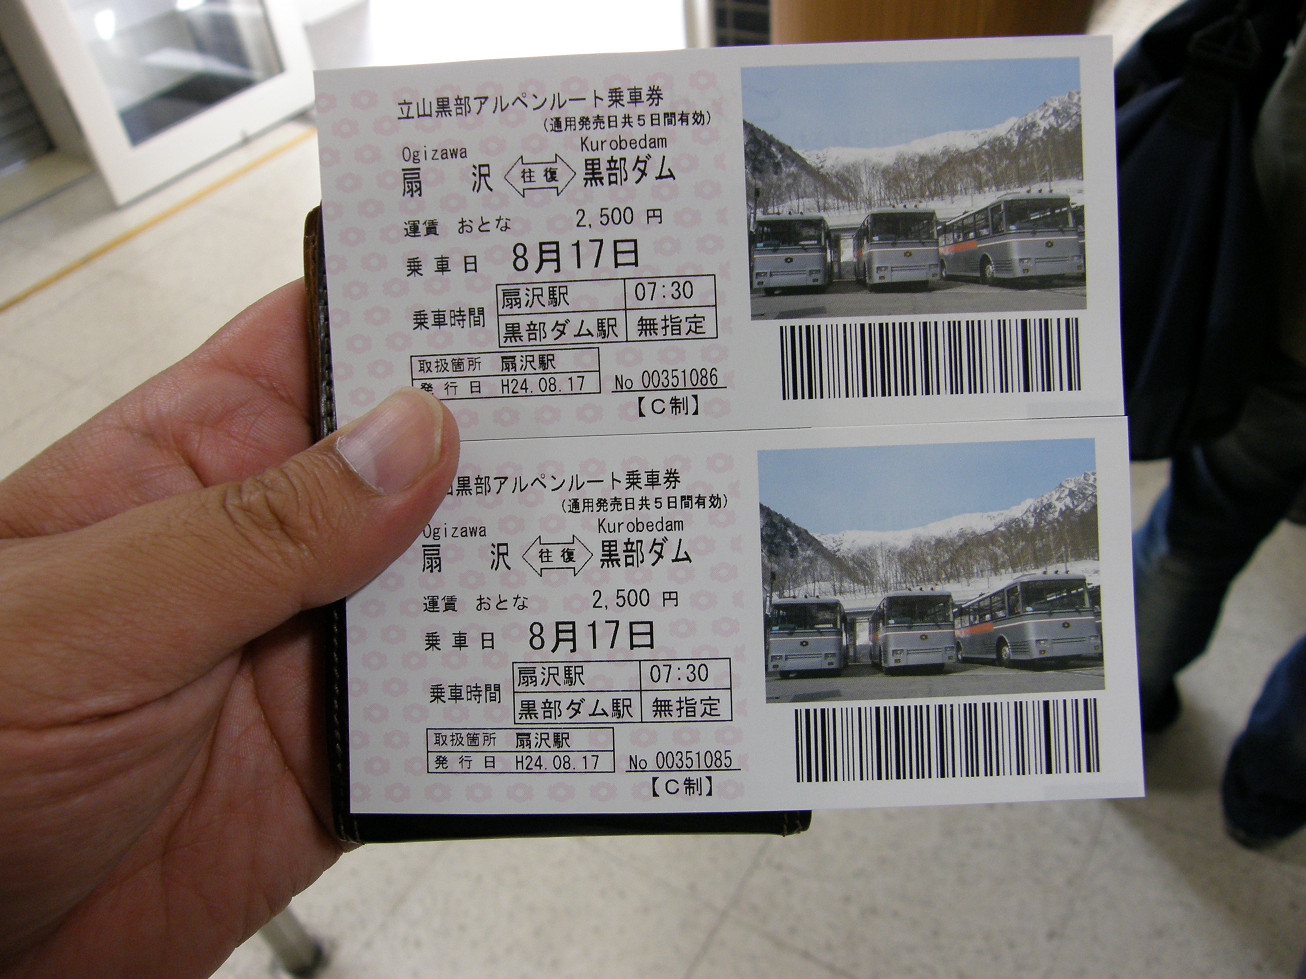 立山黒部アルペンルート乗車券
(通用発売日共5日間有効)
Ogizawa Kurobedam
扇 沢 往復 黒部ダム
運賃 おとな 2,500 円
乗車日 8月17日
乗車時間 扇沢駅 07:30
黒部ダム駅 無指定
取扱箇所 扇沢駅
発行日 H24.08.17 No 00351086
【C制】
山黒部アルペンルート乗車券
(通用発売日共5日間有効)
Ogizawa Kurobedam
扇 沢 往復 黒部ダム
運賃 おとな 2,500 円
乗車日 8月17日
乗車時間 扇沢駅 07:30
黒部ダム駅 無指定
取扱箇所 扇沢駅
発行日 H24.08.17 No 00351085
【C制】